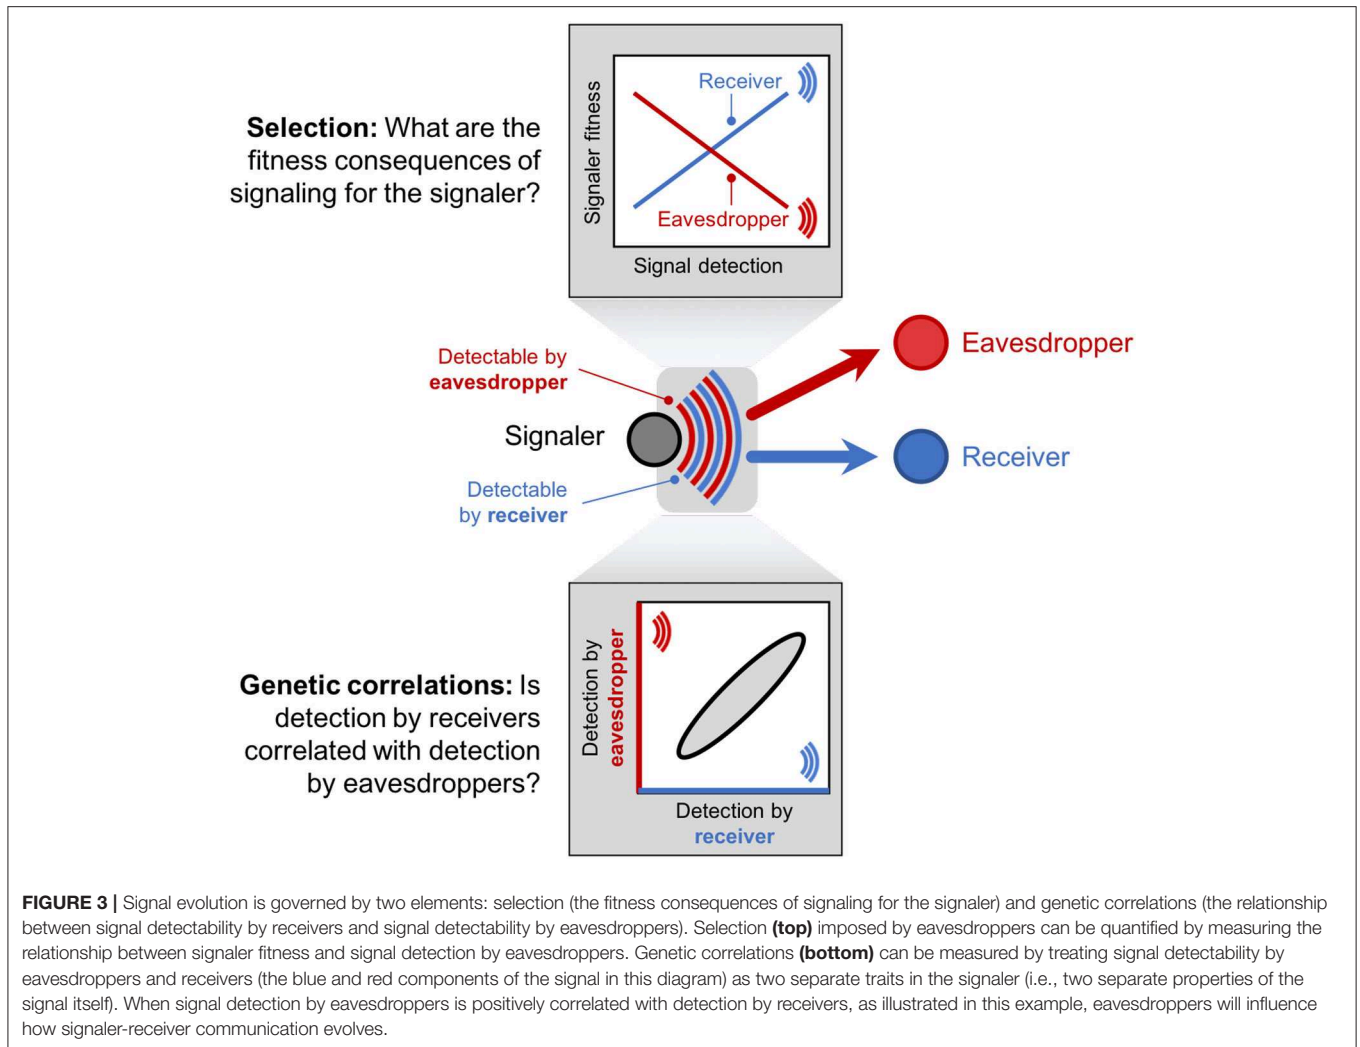 Selection: What are the
fitness consequences of
signaling for the signaler?
Signaler fitness
Receiver
Eavesdropper
Signal detection
Detectable by
eavesdropper
Signaler
Detectable
by receiver
Eavesdropper
Receiver
Genetic correlations: Is
detection by receivers
correlated with detection
by eavesdroppers?
Detection by
eavesdropper
Detection by
receiver
FIGURE 3 | Signal evolution is governed by two elements: selection (the fitness consequences of signaling for the signaler) and genetic correlations (the relationship
between signal detectability by receivers and signal detectability by eavesdroppers). Selection (top) imposed by eavesdroppers can be quantified by measuring the
relationship between signaler fitness and signal detection by eavesdroppers. Genetic correlations (bottom) can be measured by treating signal detectability by
eavesdroppers and receivers (the blue and red components of the signal in this diagram) as two separate traits in the signaler (i.e., two separate properties of the
signal itself). When signal detection by eavesdroppers is positively correlated with detection by receivers, as illustrated in this example, eavesdroppers will influence
how signaler-receiver communication evolves.